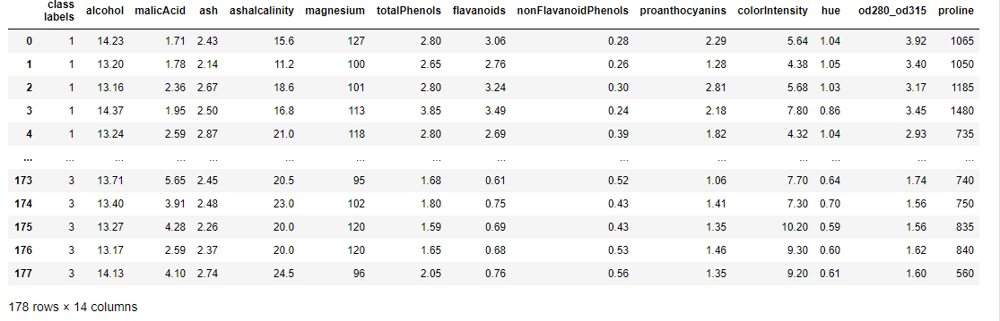 class labels alcohol malicAcid ash ashalcalinity magnesium totalPhenols flavanoids nonFlavanoidPhenols proanthocyanins colorIntensity hue od280_od315 proline
0 1 14.23 1.71 2.43 15.6 127 2.80 3.06 0.28 2.29 5.64 1.04 3.92 1065
1 1 13.20 1.78 2.14 11.2 100 2.65 2.76 0.26 1.28 4.38 1.05 3.40 1050
2 1 13.16 2.36 2.67 18.6 101 2.80 3.24 0.30 2.81 5.68 1.03 3.17 1185
3 1 14.37 1.95 2.50 16.8 113 3.85 3.49 0.24 2.18 7.80 0.86 3.45 1480
4 1 13.24 2.59 2.87 21.0 118 2.80 2.69 0.39 1.82 4.32 1.04 2.93 735
... ... ... ... ... ... ... ... ... ... ... ... ... ... ...
173 3 13.71 5.65 2.45 20.5 95 1.68 0.61 0.52 1.06 7.70 0.64 1.74 740
174 3 13.40 3.91 2.48 23.0 102 1.80 0.75 0.43 1.41 7.30 0.70 1.56 750
175 3 13.27 4.28 2.26 20.0 120 1.59 0.69 0.43 1.35 10.20 0.59 1.56 835
176 3 13.17 2.59 2.37 20.0 120 1.65 0.68 0.53 1.46 9.30 0.60 1.62 840
177 3 14.13 4.10 2.74 24.5 96 2.05 0.76 0.56 1.35 9.20 0.61 1.60 560
178 rows × 14 columns